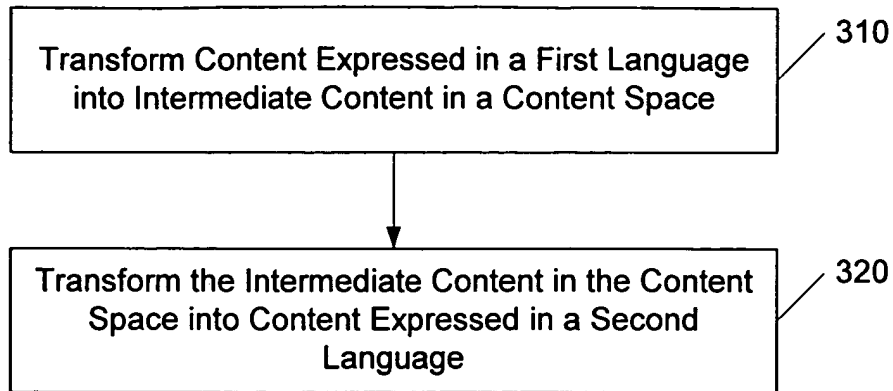 Transform Content Expressed in a First Language
into Intermediate Content in a Content Space
310
Transform the Intermediate Content in the Content
Space into Content Expressed in a Second
Language
320